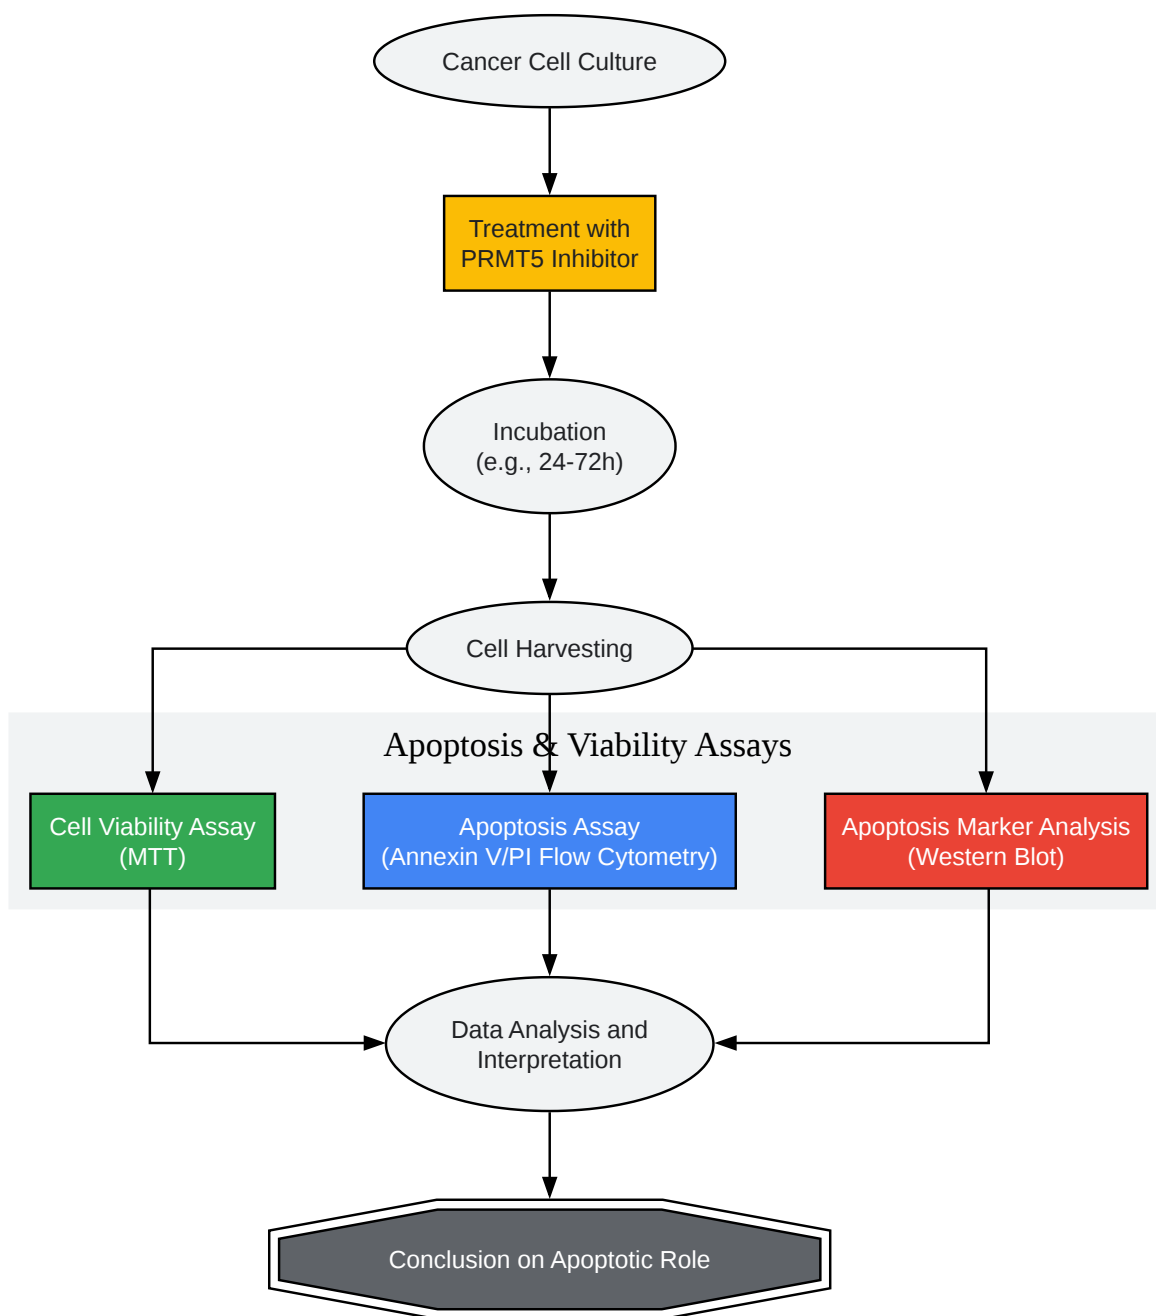 Cancer Cell Culture
Treatment with
PRMT5 Inhibitor
Incubation
(e.g., 24-72h)
Cell Harvesting
Apoptosis & Viability Assays
Cell Viability Assay
(MTT)
Apoptosis Assay
(Annexin V/PI Flow Cytometry)
Apoptosis Marker Analysis
(Western Blot)
Data Analysis and
Interpretation
Conclusion on Apoptotic Role